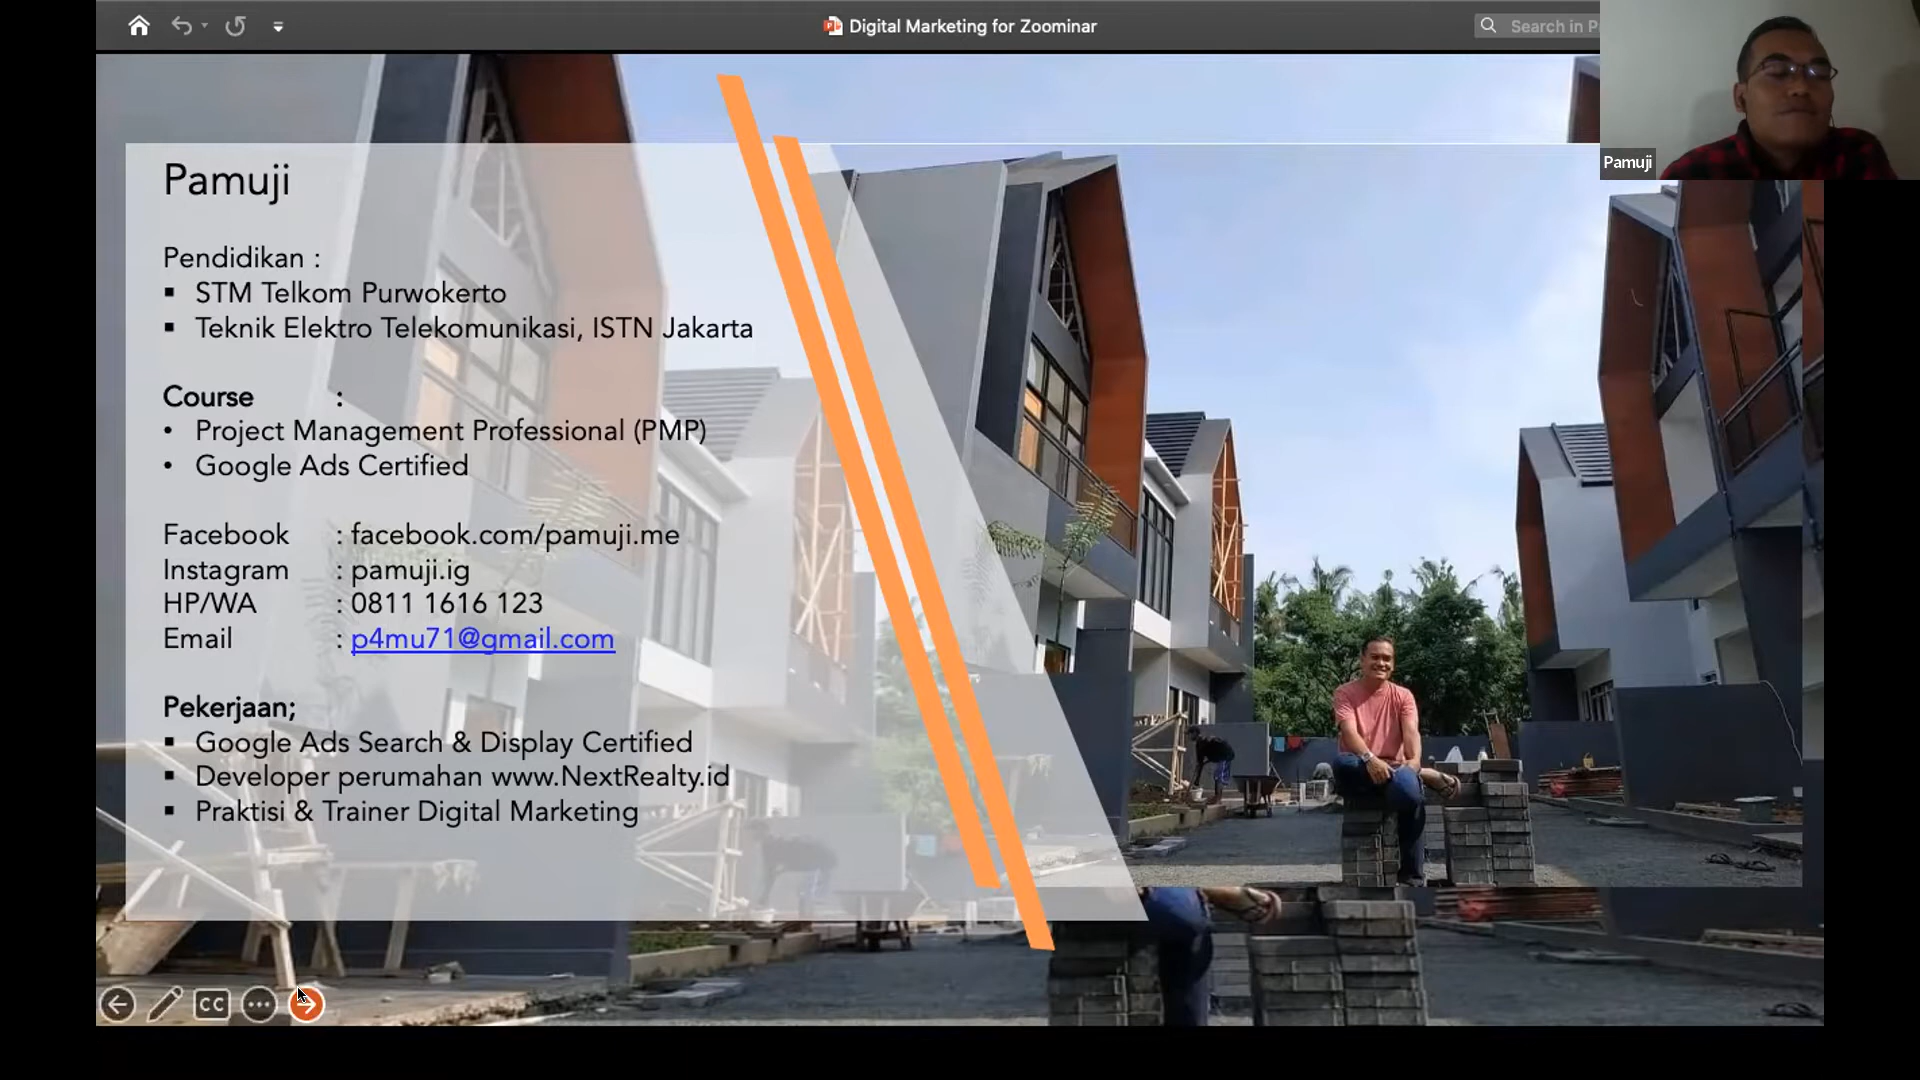 Digital Marketing for Zoominar
Search in P
Pamuji
Pamuji
Pendidikan :
▪ STM Telkom Purwokerto
▪ Teknik Elektro Telekomunikasi, ISTN Jakarta
Course :
• Project Management Professional (PMP)
• Google Ads Certified
Facebook : facebook.com/pamuji.me
Instagram : pamuji.ig
HP/WA : 0811 1616 123
Email : p4mu71@gmail.com
Pekerjaan;
▪ Google Ads Search & Display Certified
▪ Developer perumahan www.NextRealty.id
▪ Praktisi & Trainer Digital Marketing
CC